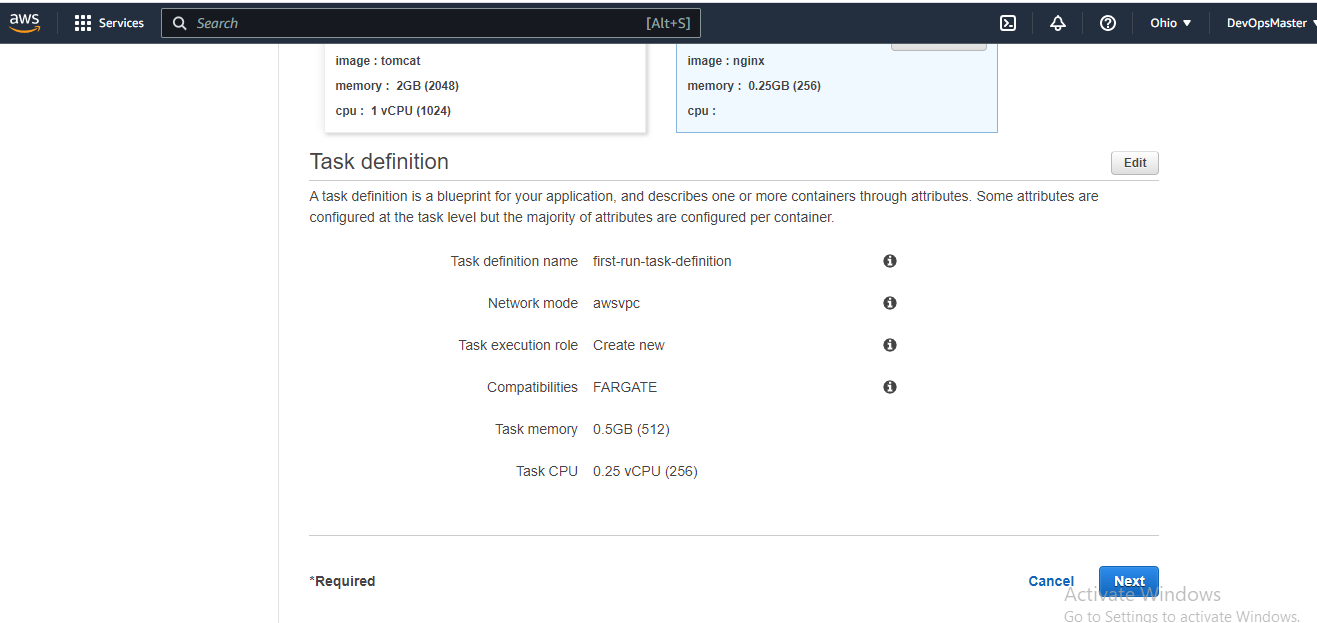 aws
Services
Search
[Alt+S]
Ohio
DevOpsMaster
image : tomcat
memory : 2GB (2048)
cpu : 1 vCPU (1024)
image : nginx
memory : 0.25GB (256)
cpu :
Task definition
Edit
A task definition is a blueprint for your application, and describes one or more containers through attributes. Some attributes are
configured at the task level but the majority of attributes are configured per container.
Task definition name first-run-task-definition
Network mode awsvpc
Task execution role Create new
Compatibilities FARGATE
Task memory 0.5GB (512)
Task CPU 0.25 vCPU (256)
*Required
Cancel
Next
Activate Windows
Go to Settings to activate Windows.